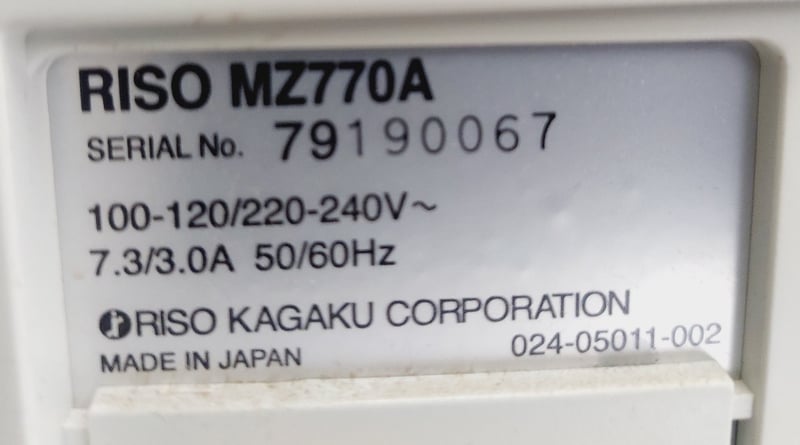 RISO MZ770A
SERIAL No. 79190067
100-120/220-240V~
7.3/3.0A 50/60Hz
RISO KAGAKU CORPORATION
MADE IN JAPAN 024-05011-002